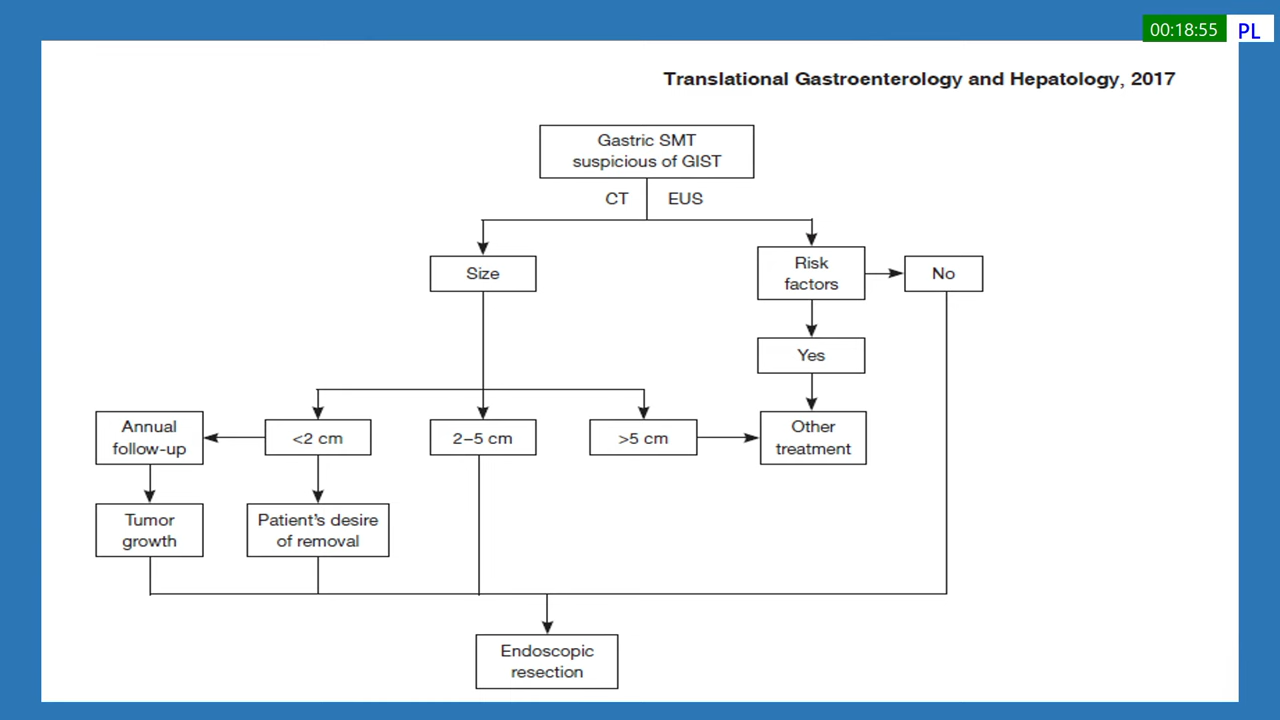 00:18:55
PL
Translational Gastroenterology and Hepatology, 2017
Gastric SMT
suspicious of GIST
CT
EUS
Size
Risk
factors
No
Yes
Annual
follow-up
<2 cm
2–5 cm
>5 cm
Other
treatment
Tumor
growth
Patient’s desire
of removal
Endoscopic
resection